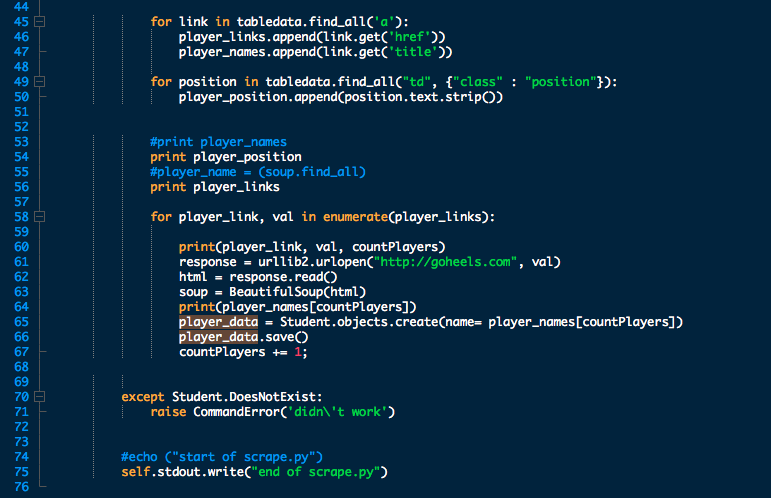 44
45 for link in tabledata.find_all('a'):
46 player_links.append(link.get('href'))
47 player_names.append(link.get('title'))
48
49 for position in tabledata.find_all("td", {"class" : "position"}):
50 player_position.append(position.text.strip())
51
52
53 #print player_names
54 print player_position
55 #player_name = (soup.find_all)
56 print player_links
57
58 for player_link, val in enumerate(player_links):
59
60 print(player_link, val, countPlayers)
61 response = urllib2.urlopen("http://goheels.com", val)
62 html = response.read()
63 soup = BeautifulSoup(html)
64 print(player_names[countPlayers])
65 player_data = Student.objects.create(name= player_names[countPlayers])
66 player_data.save()
67 countPlayers += 1;
68
69
70 except Student.DoesNotExist:
71 raise CommandError('didn\'t work')
72
73
74 #echo ("start of scrape.py")
75 self.stdout.write("end of scrape.py")
76